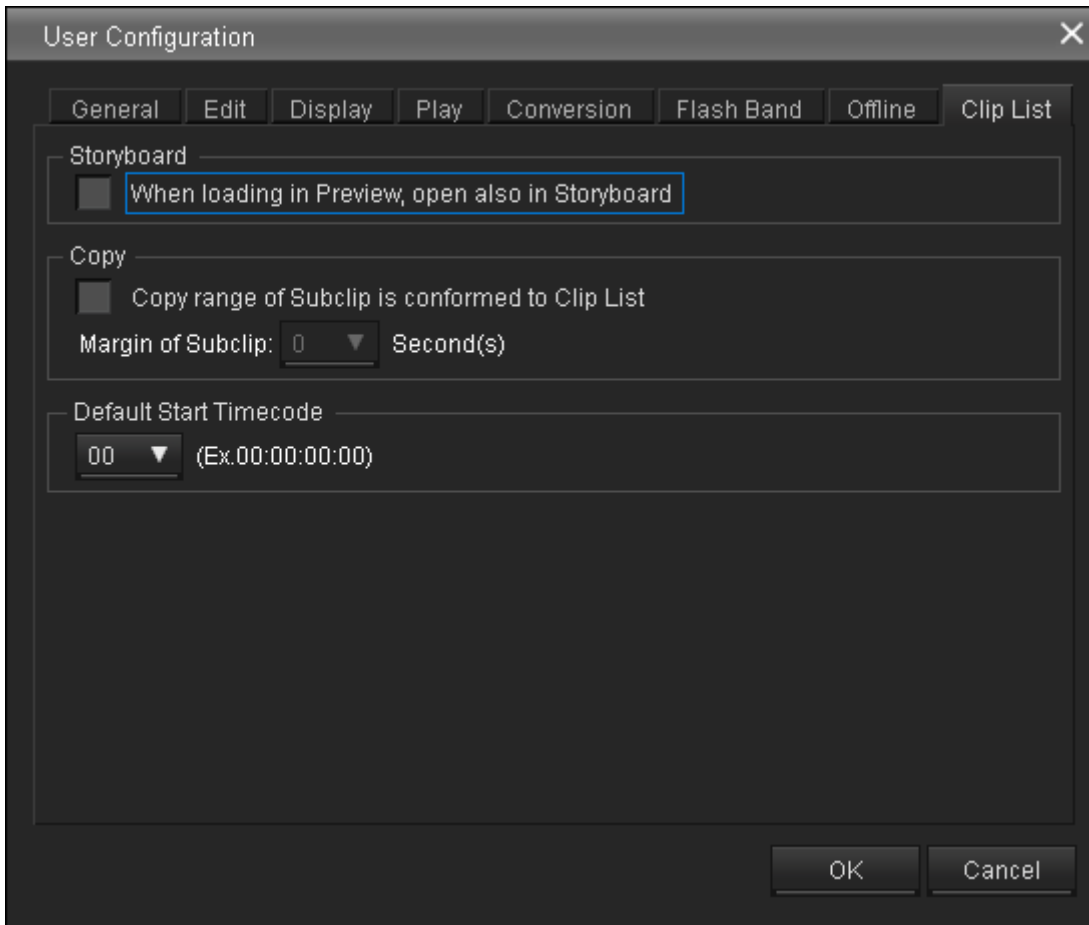 User Configuration
General Edit Display Play Conversion Flash Band Offline Clip List
Storyboard
When loading in Preview, open also in Storyboard
Copy
Copy range of Subclip is conformed to Clip List
Margin of Subclip: 0 Second(s)
Default Start Timecode
00 (Ex.00:00:00:00)
OK Cancel